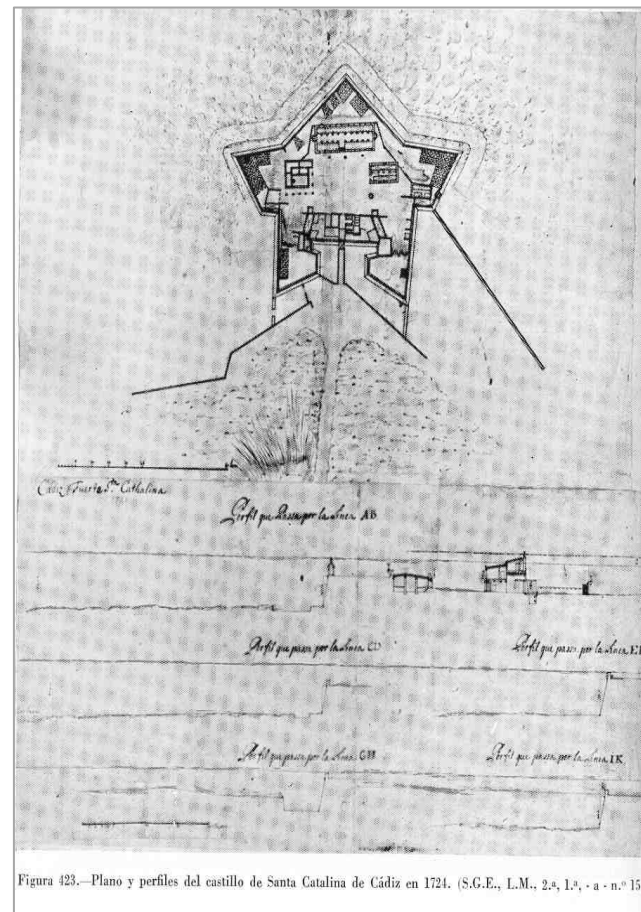 Cadiz Fuerte Sta Cathalina
Perfil que Passa por la linea AB
Perfil que passa por la linea CD
Perfil que passa por la linea E
Perfil que passa por la linea
Perfil que passa por la linea IK
Figura 423.—Plano y perfiles del castillo de Santa Catalina de Cádiz en 1724. (S.G.E., L.M., 2.ª, 1.ª, - a - n.º 15